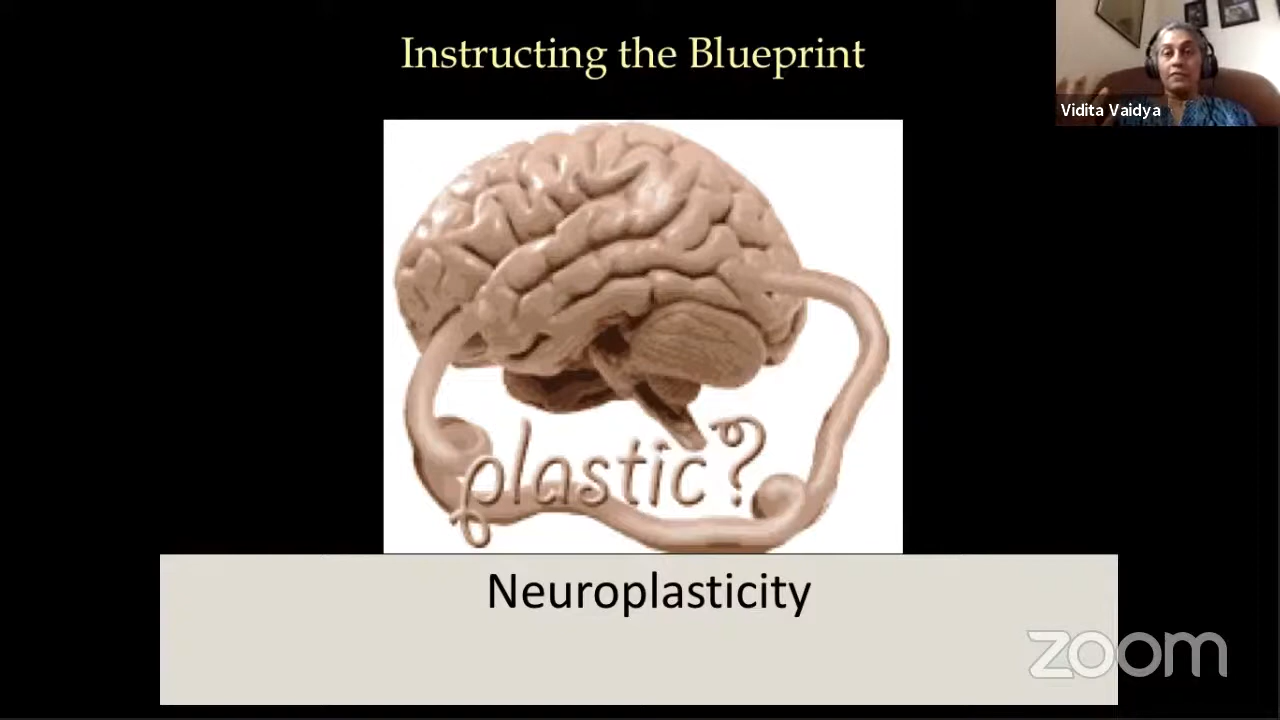 Instructing the Blueprint
Vidita Vaidya
plastic?
Neuroplasticity
zoom